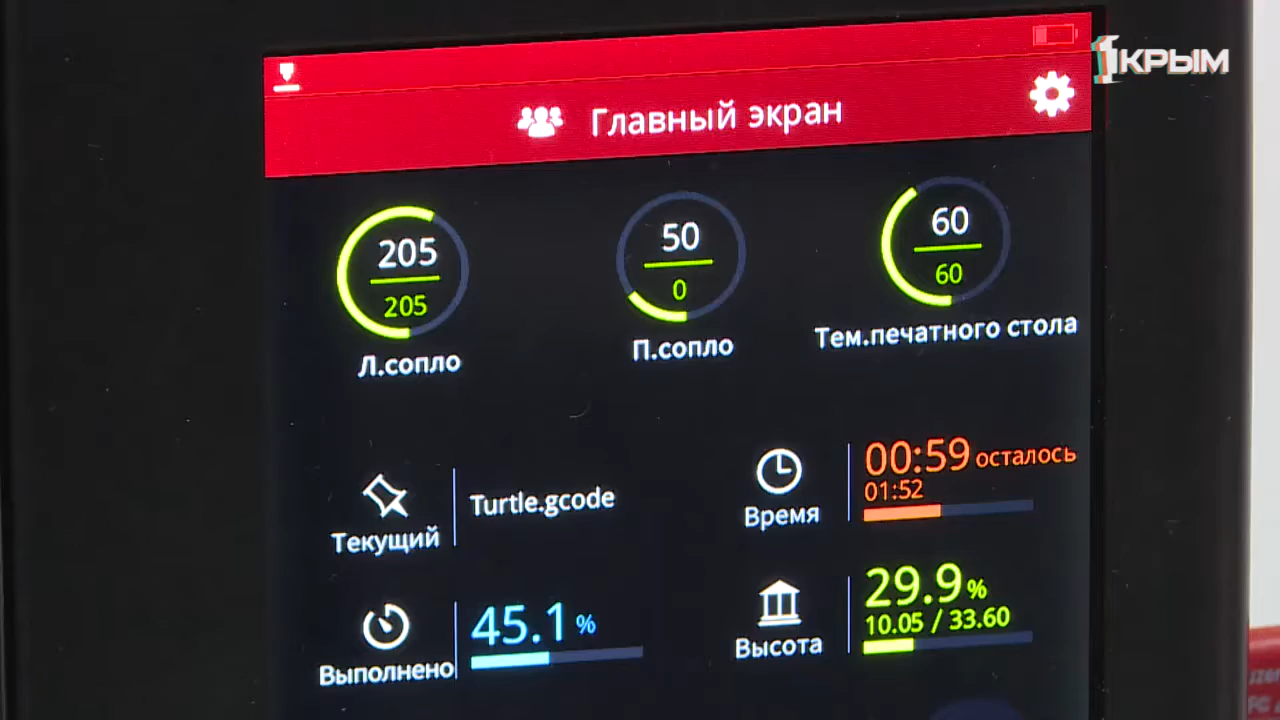 1КРЫМ
Главный экран
205
205
Л.сопло
50
0
П.сопло
60
60
Тем.печатного стола
Текущий
Turtle.gcode
Время
00:59 осталось
01:52
Выполнено
45.1 %
Высота
29.9 %
10.05 / 33.60